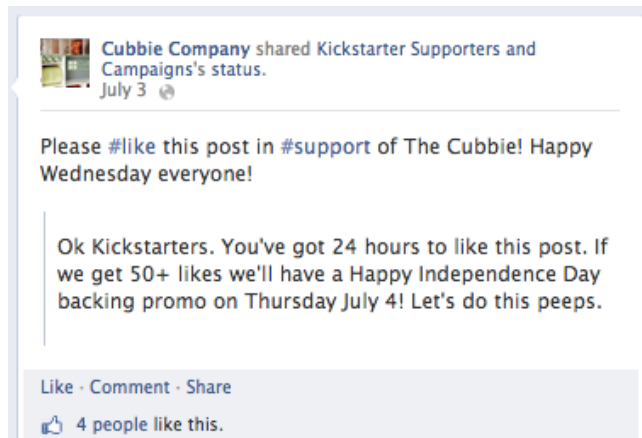 Cubbie Company shared Kickstarter Supporters and
Campaigns's status.
July 3
Please #like this post in #support of The Cubbie! Happy
Wednesday everyone!
Ok Kickstarters. You've got 24 hours to like this post. If
we get 50+ likes we'll have a Happy Independence Day
backing promo on Thursday July 4! Let's do this peeps.
Like · Comment · Share
4 people like this.